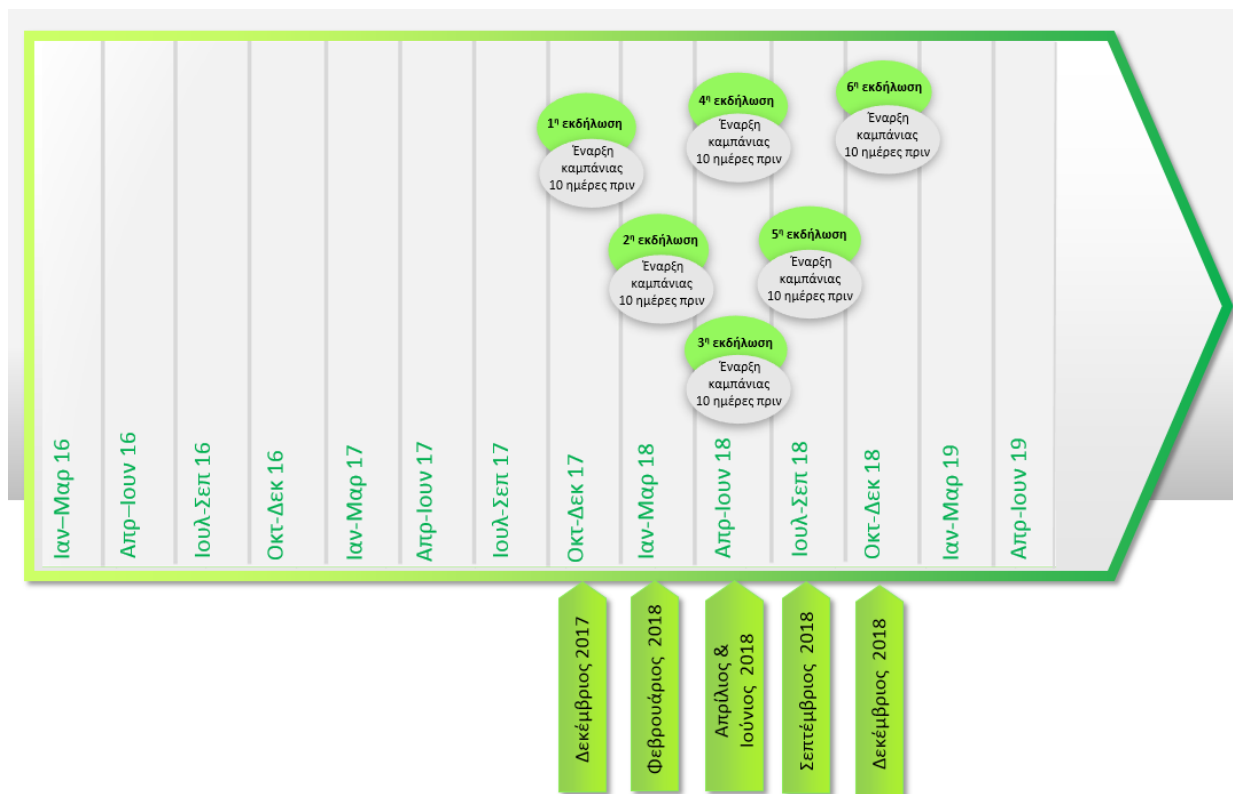 1η εκδήλωση
Έναρξη
καμπάνιας
10 ημέρες πριν
4η εκδήλωση
Έναρξη
καμπάνιας
10 ημέρες πριν
6η εκδήλωση
Έναρξη
καμπάνιας
10 ημέρες πριν
2η εκδήλωση
Έναρξη
καμπάνιας
10 ημέρες πριν
5η εκδήλωση
Έναρξη
καμπάνιας
10 ημέρες πριν
3η εκδήλωση
Έναρξη
καμπάνιας
10 ημέρες πριν
Ιαν–Μαρ 16
Απρ–Ιουν 16
Ιουλ-Σεπ 16
Οκτ-Δεκ 16
Ιαν-Μαρ 17
Απρ-Ιουν 17
Ιουλ-Σεπ 17
Οκτ-Δεκ 17
Ιαν-Μαρ 18
Απρ-Ιουν 18
Ιουλ-Σεπ 18
Οκτ-Δεκ 18
Ιαν-Μαρ 19
Απρ-Ιουν 19
Δεκέμβριος 2017
Φεβρουάριος 2018
Απρίλιος &
Ιούνιος 2018
Σεπτέμβριος 2018
Δεκέμβριος 2018